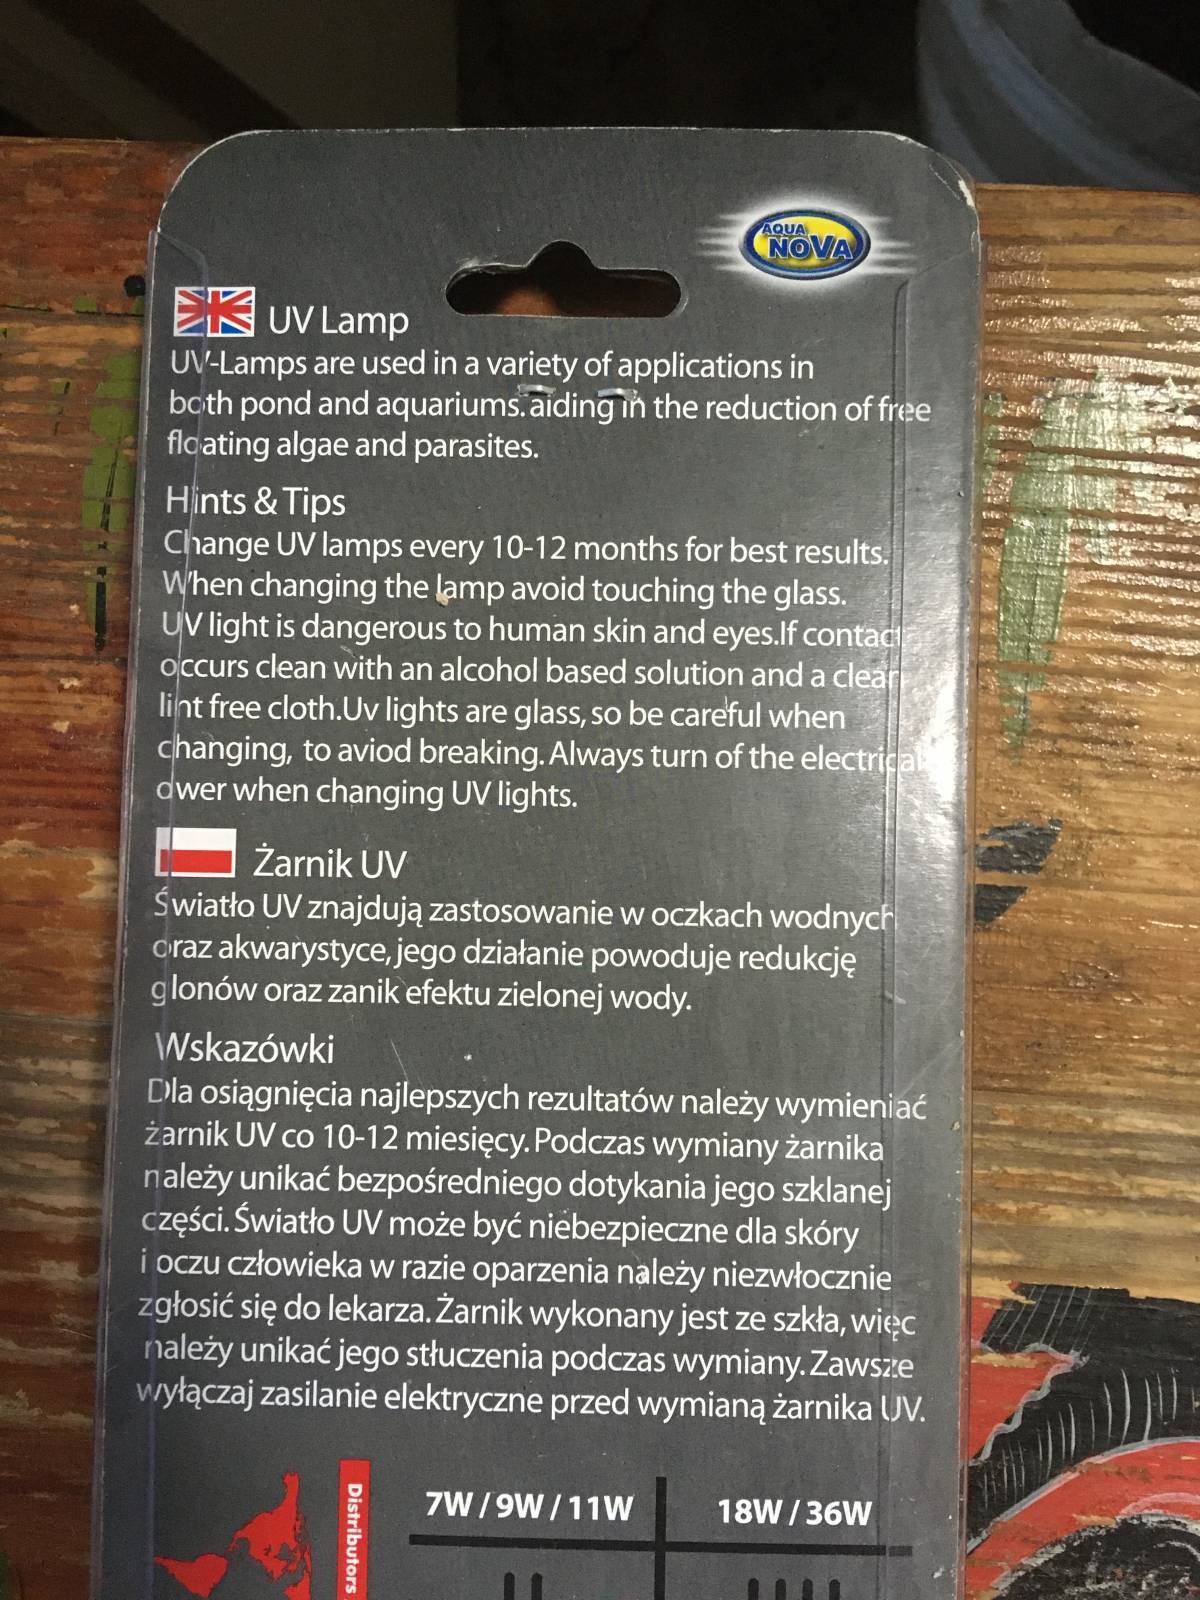 AQUA
NOVA
UV Lamp
UV-Lamps are used in a variety of applications in
both pond and aquariums. aiding in the reduction of free
floating algae and parasites.
Hints & Tips
Change UV lamps every 10-12 months for best results.
When changing the lamp avoid touching the glass.
UV light is dangerous to human skin and eyes.If contact
occurs clean with an alcohol based solution and a clean
lint free cloth.Uv lights are glass, so be careful when
changing, to aviod breaking. Always turn of the electrical
ower when changing UV lights.
Żarnik UV
Światło UV znajdują zastosowanie w oczkach wodnych
oraz akwarystyce, jego działanie powoduje redukcję
glonów oraz zanik efektu zielonej wody.
Wskazówki
Dla osiągnięcia najlepszych rezultatów należy wymieniać
żarnik UV co 10-12 miesięcy. Podczas wymiany żarnika
należy unikać bezpośredniego dotykania jego szklanej
części. Światło UV może być niebezpieczne dla skóry
i oczu człowieka w razie oparzenia należy niezwłocznie
zgłosić się do lekarza. Żarnik wykonany jest ze szkła, więc
należy unikać jego stłuczenia podczas wymiany. Zawsze
wyłączaj zasilanie elektryczne przed wymianą żarnika UV.
Distributors
7W / 9W / 11W
18W / 36W